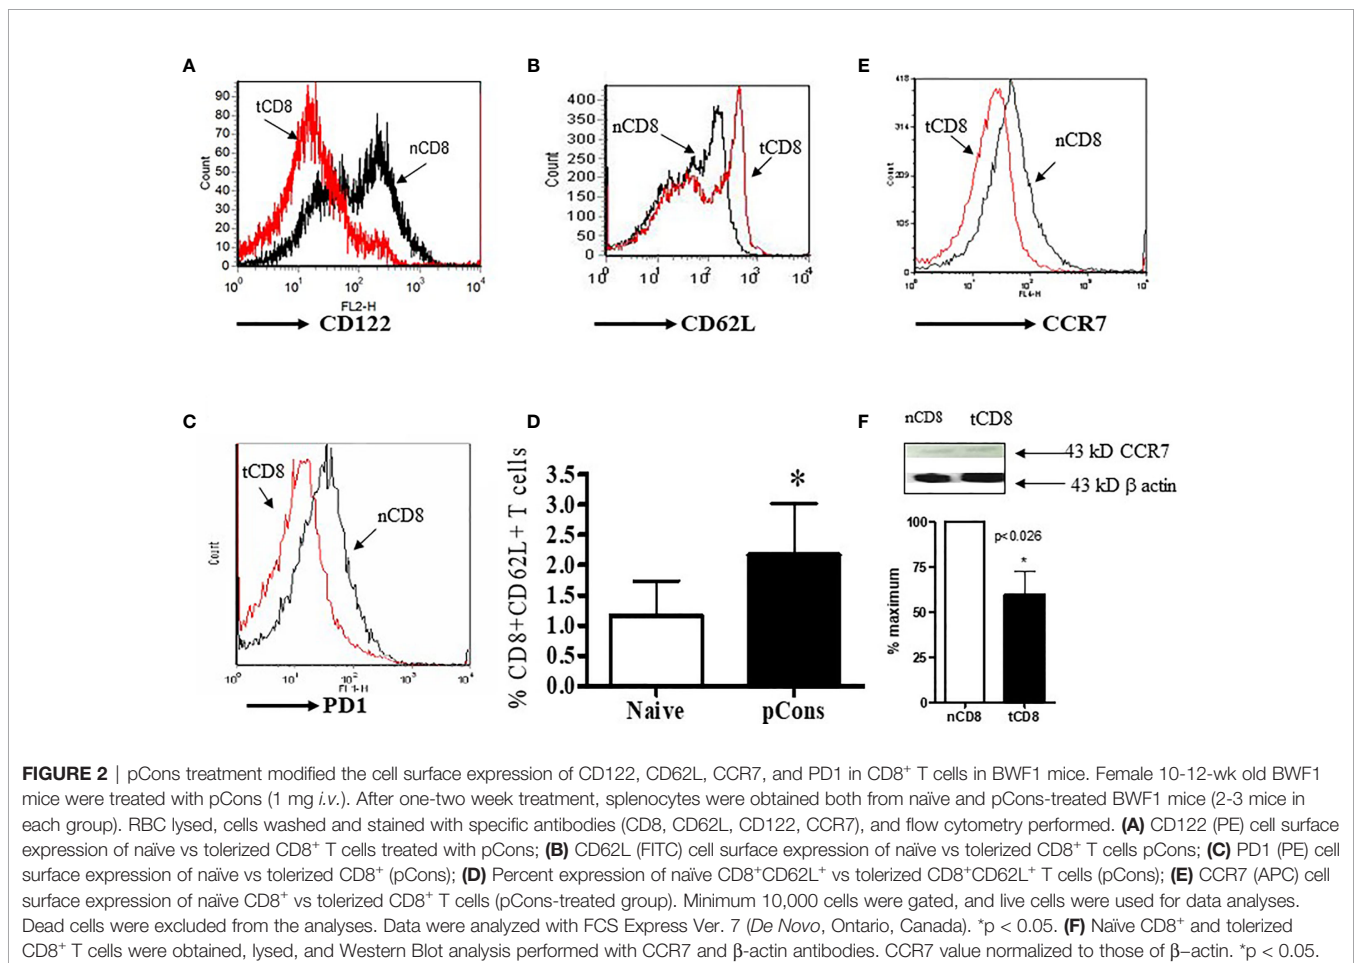 A
90
80
70
60
50
40
30
20
10
0
Count
tCD8
nCD8
10⁰ 10¹ 10² 10³ 10⁴
FL2-H
CD122
B
400
350
300
250
200
150
100
50
0
Count
nCD8
tCD8
10⁰ 10¹ 10² 10³ 10⁴
CD62L
E
418
314
209
105
0
Count
tCD8
nCD8
10⁰ 10¹ 10² 10³ 10⁴
FL4-H
CCR7
C
Count
tCD8
nCD8
10⁰ 10¹ 10² 10³ 10⁴
FL1-H
PD1
D
% CD8+CD62L+ T cells
3.5
3.0
2.5
2.0
1.5
1.0
0.5
0.0
*
Naive pCons
F
nCD8 tCD8
43 kD CCR7
43 kD β actin
% maximum
100
75
50
25
0
p<0.026
*
nCD8 tCD8
FIGURE 2 | pCons treatment modified the cell surface expression of CD122, CD62L, CCR7, and PD1 in CD8⁺ T cells in BWF1 mice. Female 10-12-wk old BWF1
mice were treated with pCons (1 mg i.v.). After one-two week treatment, splenocytes were obtained both from naïve and pCons-treated BWF1 mice (2-3 mice in
each group). RBC lysed, cells washed and stained with specific antibodies (CD8, CD62L, CD122, CCR7), and flow cytometry performed. (A) CD122 (PE) cell surface
expression of naïve vs tolerized CD8⁺ T cells treated with pCons; (B) CD62L (FITC) cell surface expression of naïve vs tolerized CD8⁺ T cells pCons; (C) PD1 (PE) cell
surface expression of naïve vs tolerized CD8⁺ (pCons); (D) Percent expression of naïve CD8⁺CD62L⁺ vs tolerized CD8⁺CD62L⁺ T cells (pCons); (E) CCR7 (APC) cell
surface expression of naïve CD8⁺ vs tolerized CD8⁺ T cells (pCons-treated group). Minimum 10,000 cells were gated, and live cells were used for data analyses.
Dead cells were excluded from the analyses. Data were analyzed with FCS Express Ver. 7 (De Novo, Ontario, Canada). *p < 0.05. (F) Naïve CD8⁺ and tolerized
CD8⁺ T cells were obtained, lysed, and Western Blot analysis performed with CCR7 and β-actin antibodies. CCR7 value normalized to those of β–actin. *p < 0.05.